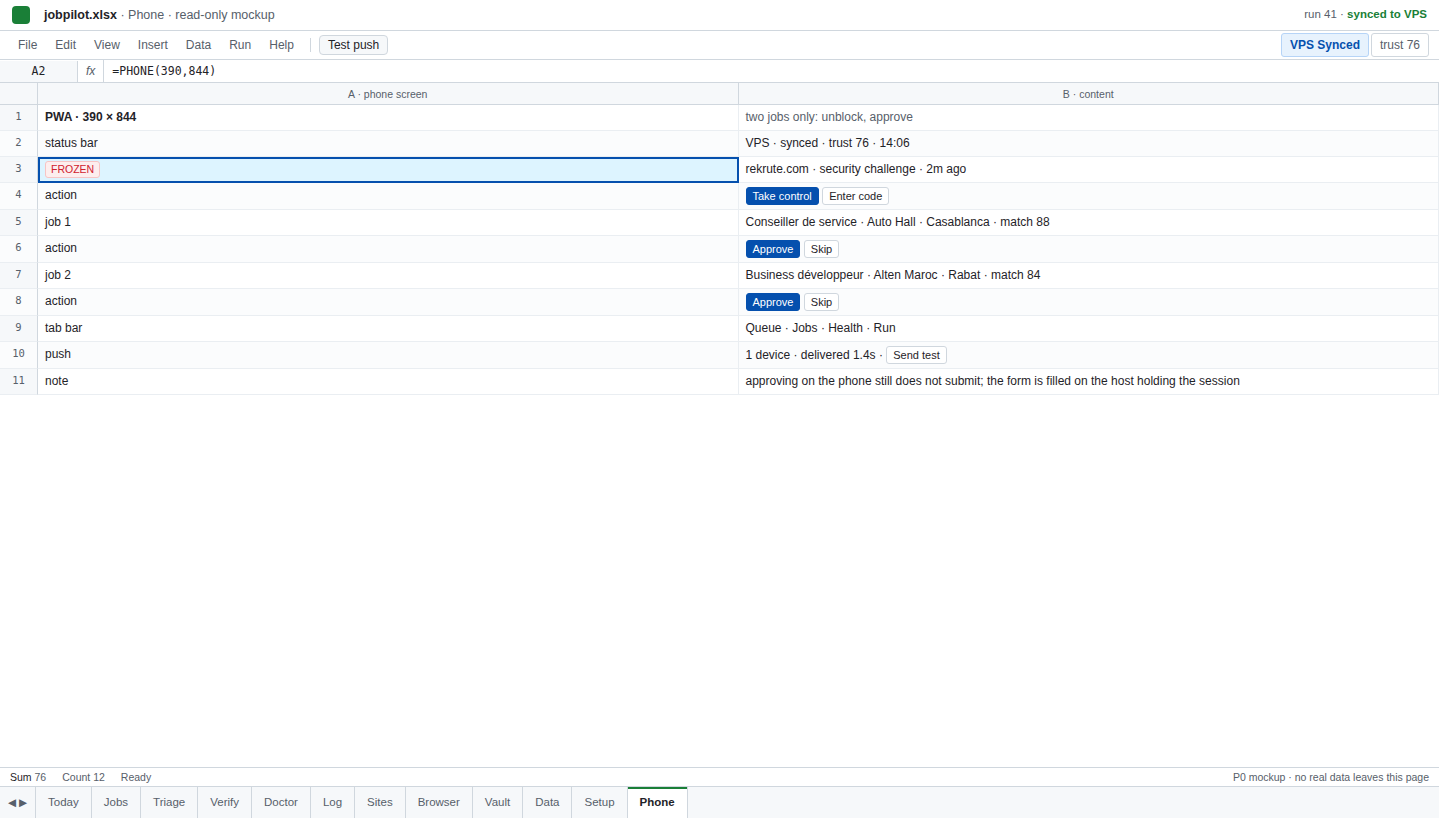 jobpilot.xlsx · Phone · read-only mockup
run 41 · synced to VPS
File Edit View Insert Data Run Help Test push
VPS Synced trust 76
A2 fx =PHONE(390,844)
A · phone screen B · content
1 PWA · 390 × 844 two jobs only: unblock, approve
2 status bar VPS · synced · trust 76 · 14:06
3 FROZEN rekrute.com · security challenge · 2m ago
4 action Take control Enter code
5 job 1 Conseiller de service · Auto Hall · Casablanca · match 88
6 action Approve Skip
7 job 2 Business développeur · Alten Maroc · Rabat · match 84
8 action Approve Skip
9 tab bar Queue · Jobs · Health · Run
10 push 1 device · delivered 1.4s · Send test
11 note approving on the phone still does not submit; the form is filled on the host holding the session
Sum 76 Count 12 Ready
P0 mockup · no real data leaves this page
◀ ▶ Today Jobs Triage Verify Doctor Log Sites Browser Vault Data Setup Phone